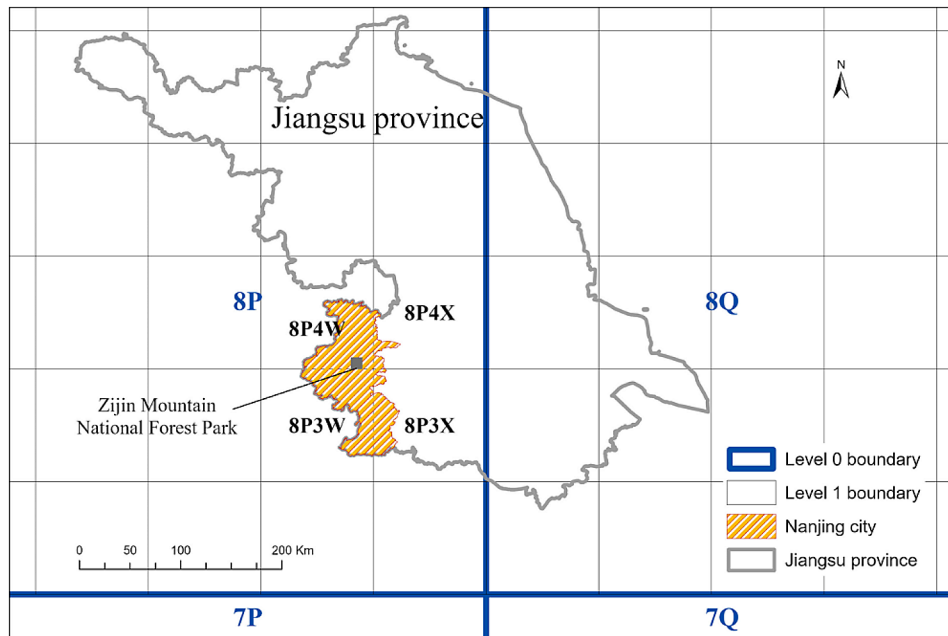 N
Jiangsu province
8P
8Q
8P4W
8P4X
Zijin Mountain
National Forest Park
8P3W
8P3X
Level 0 boundary
Level 1 boundary
Nanjing city
Jiangsu province
0 50 100 200 Km
7P
7Q